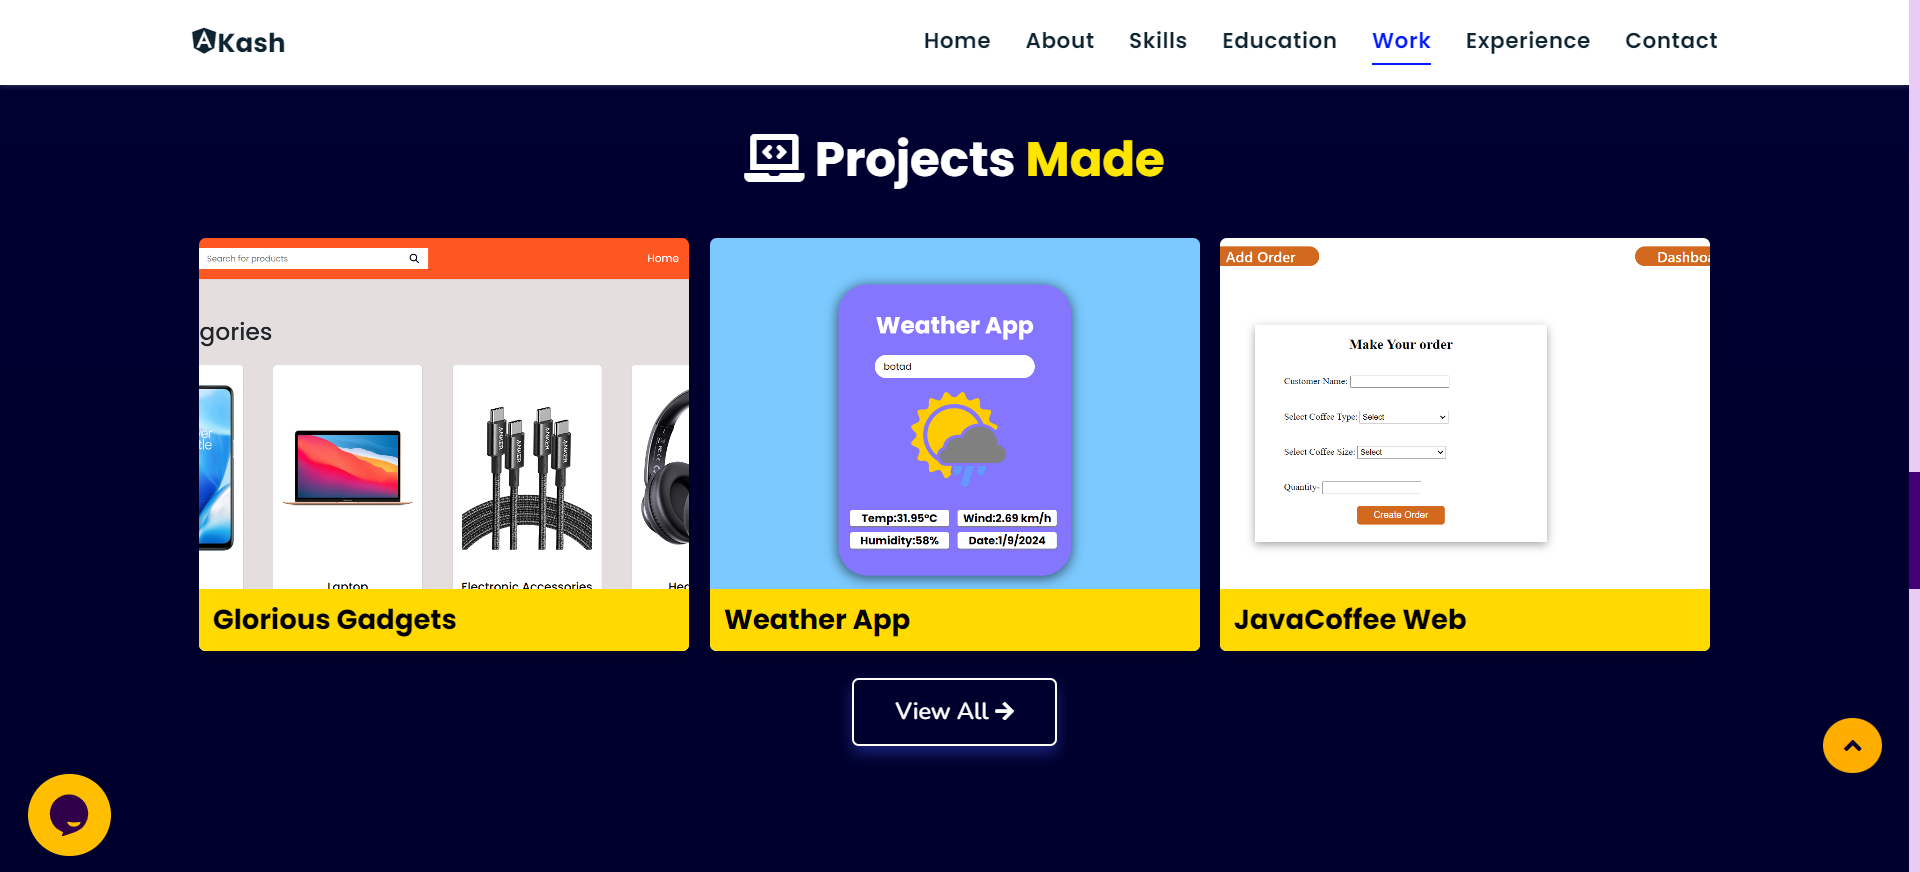 AKash
Home About Skills Education Work Experience Contact
Projects Made
Search for products
Home
gories
Laptop
Electronic Accessories
Glorious Gadgets
Weather App
botad
Temp:31.95°C Wind:2.69 km/h
Humidity:58% Date:1/9/2024
Weather App
Add Order
Make Your order
Customer Name:
Select Coffee Type: Select
Select Coffee Size: Select
Quantity-
Create Order
JavaCoffee Web
View All